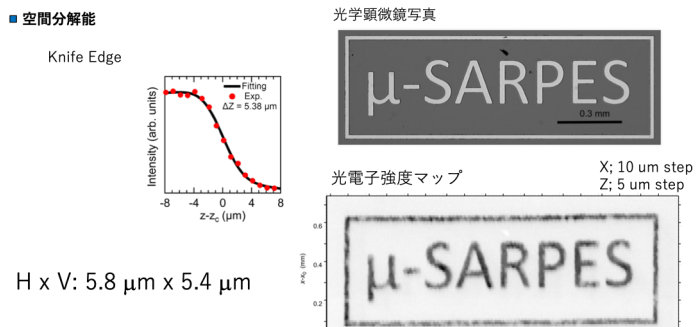 ■ 空間分解能
Knife Edge
Fitting
Exp.
ΔZ = 5.38 µm
Intensity (arb. units)
-8 -4 0 4 8
z-zc (µm)
H x V: 5.8 µm x 5.4 µm
光学顕微鏡写真
µ-SARPES
0.3 mm
光電子強度マップ
X; 10 um step
Z; 5 um step
0.6
0.4
0.2
µ-SARPES